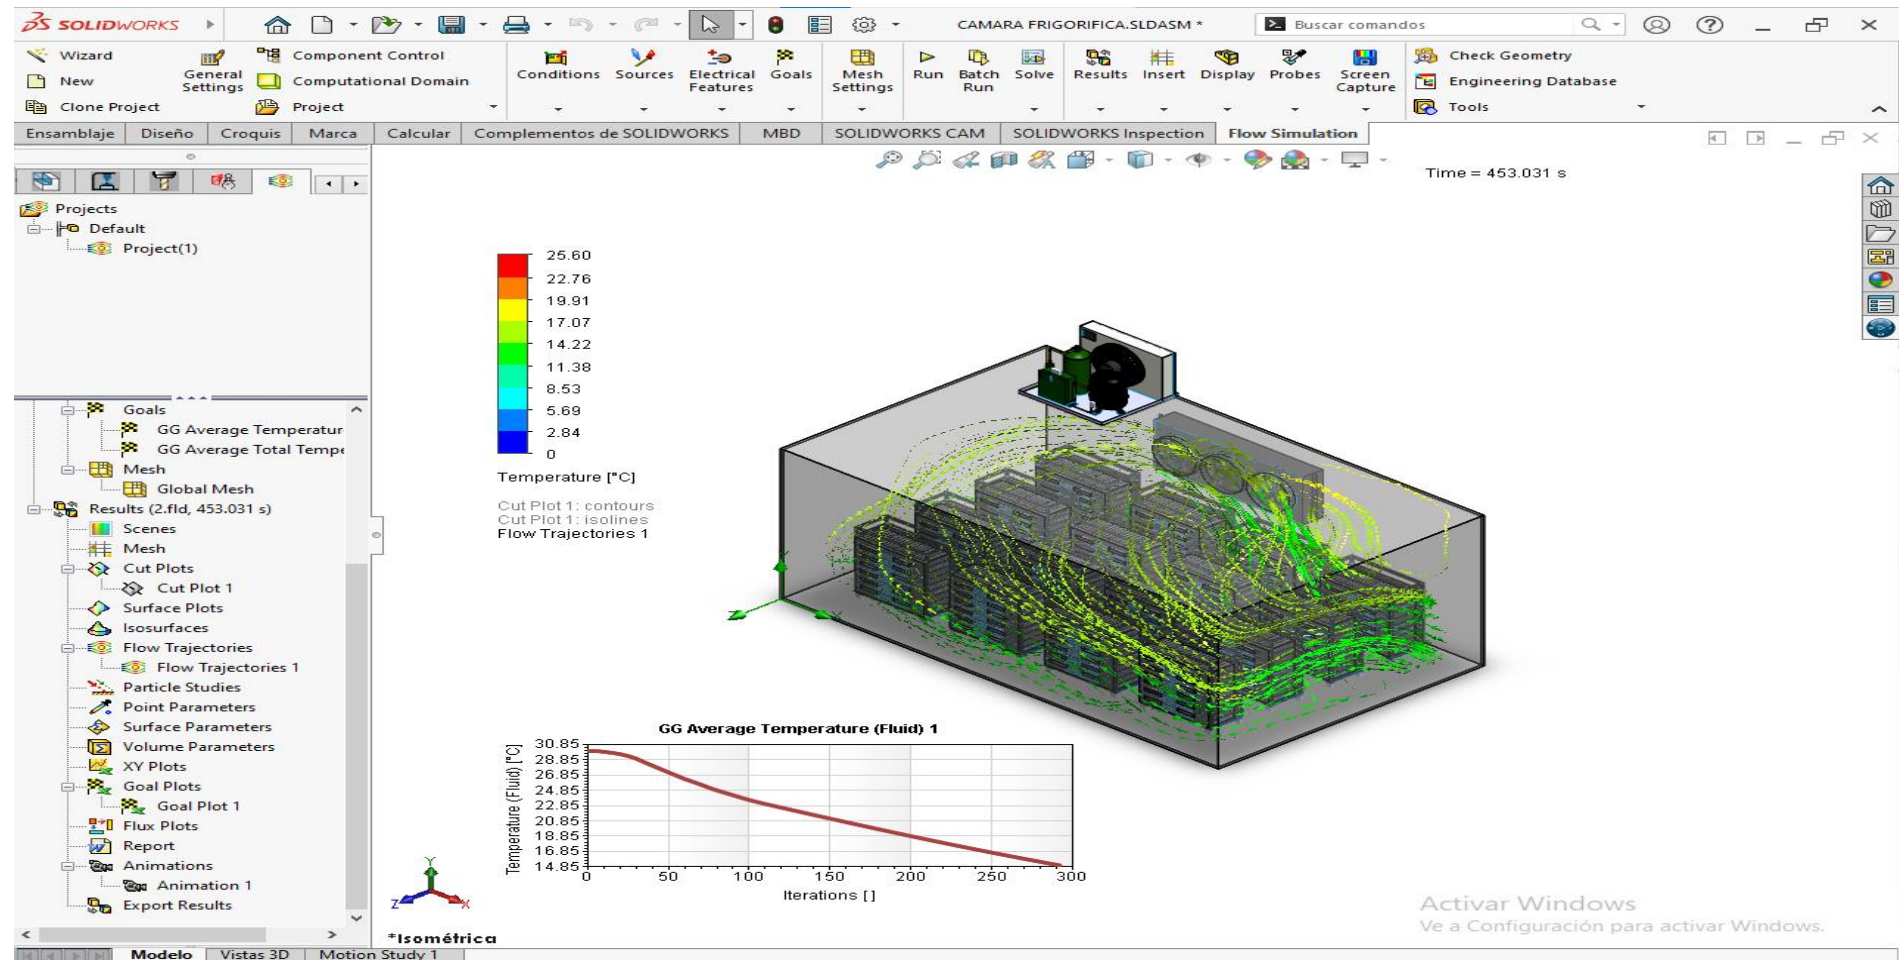 SOLIDWORKS
CAMARA FRIGORIFICA.SLDASM *
Buscar comandos
Wizard
New
Clone Project
General Settings
Component Control
Computational Domain
Project
Conditions
Sources
Electrical Features
Goals
Mesh Settings
Run
Batch Run
Solve
Results
Insert
Display
Probes
Screen Capture
Check Geometry
Engineering Database
Tools
Ensamblaje
Diseño
Croquis
Marca
Calcular
Complementos de SOLIDWORKS
MBD
SOLIDWORKS CAM
SOLIDWORKS Inspection
Flow Simulation
Time = 453.031 s
Projects
Default
Project(1)
Goals
GG Average Temperatur
GG Average Total Tempe
Mesh
Global Mesh
Results (2.fld, 453.031 s)
Scenes
Mesh
Cut Plots
Cut Plot 1
Surface Plots
Isosurfaces
Flow Trajectories
Flow Trajectories 1
Particle Studies
Point Parameters
Surface Parameters
Volume Parameters
XY Plots
Goal Plots
Goal Plot 1
Flux Plots
Report
Animations
Animation 1
Export Results
25.60
22.76
19.91
17.07
14.22
11.38
8.53
5.69
2.84
0
Temperature [°C]
Cut Plot 1: contours
Cut Plot 1: isolines
Flow Trajectories 1
GG Average Temperature (Fluid) 1
Temperature (Fluid) [°C]
30.85
28.85
26.85
24.85
22.85
20.85
18.85
16.85
14.85
0 50 100 150 200 250 300
Iterations [ ]
Y
Z
X
*Isométrica
Activar Windows
Ve a Configuración para activar Windows.
Modelo
Vistas 3D
Motion Study 1